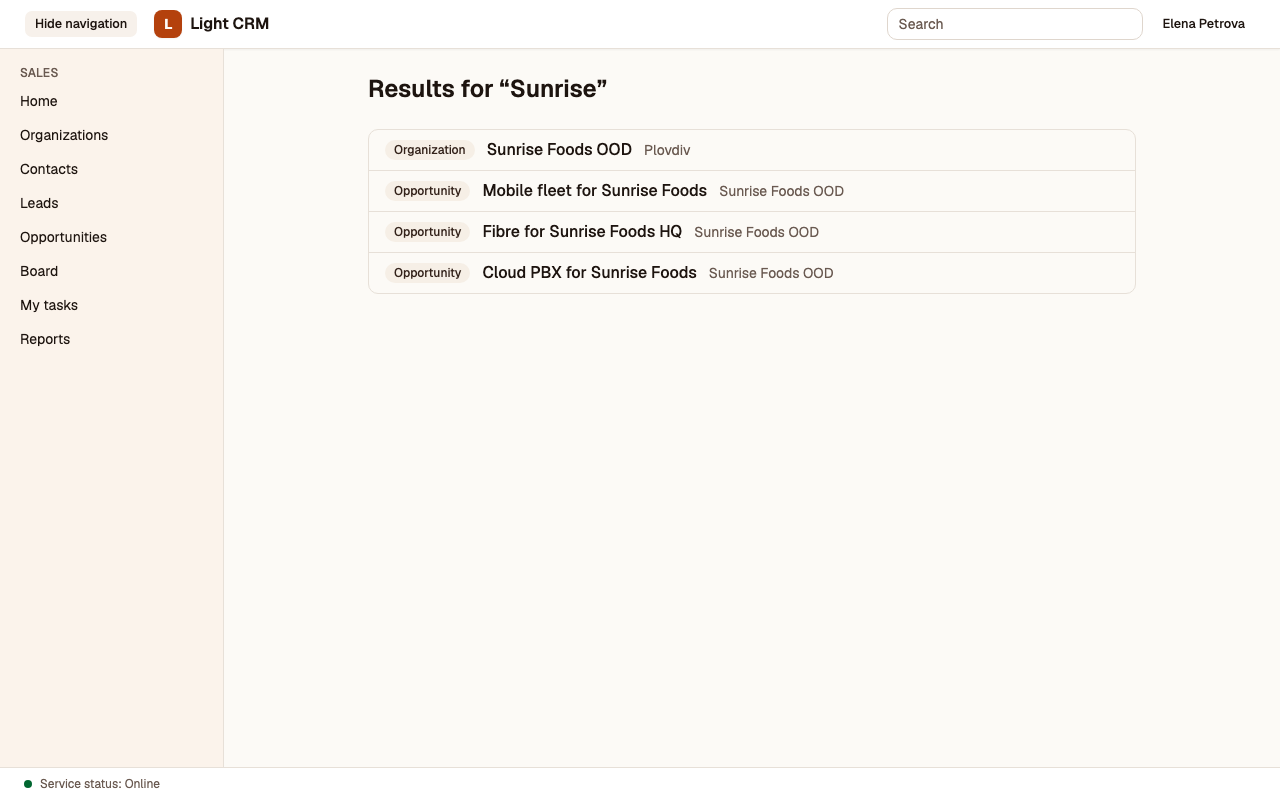 Hide navigation
L
Light CRM
Search
Elena Petrova
SALES
Home
Organizations
Contacts
Leads
Opportunities
Board
My tasks
Reports
Results for “Sunrise”
Organization Sunrise Foods OOD Plovdiv
Opportunity Mobile fleet for Sunrise Foods Sunrise Foods OOD
Opportunity Fibre for Sunrise Foods HQ Sunrise Foods OOD
Opportunity Cloud PBX for Sunrise Foods Sunrise Foods OOD
Service status: Online